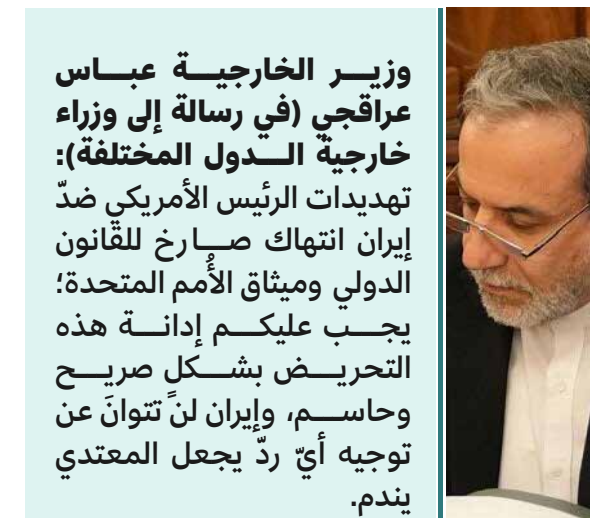 وزيـــر الخارجيـــة عبـــاس
عراقجي (في رسالة إلى وزراء
خارجية الـــدول المختلفة):
تهديدات الرئيس الأمريكي ضدّ
إيران انتهاك صـــارخ للقانون
الدولي وميثاق الأُمم المتحدة؛
يجـــب عليكـــم إدانـــة هذه
التحريـــض بشـــكلٍ صريـــح
وحاســـم، وإيران لن تتوانَ عن
توجيه أيّ ردّ يجعل المعتدي
يندم.